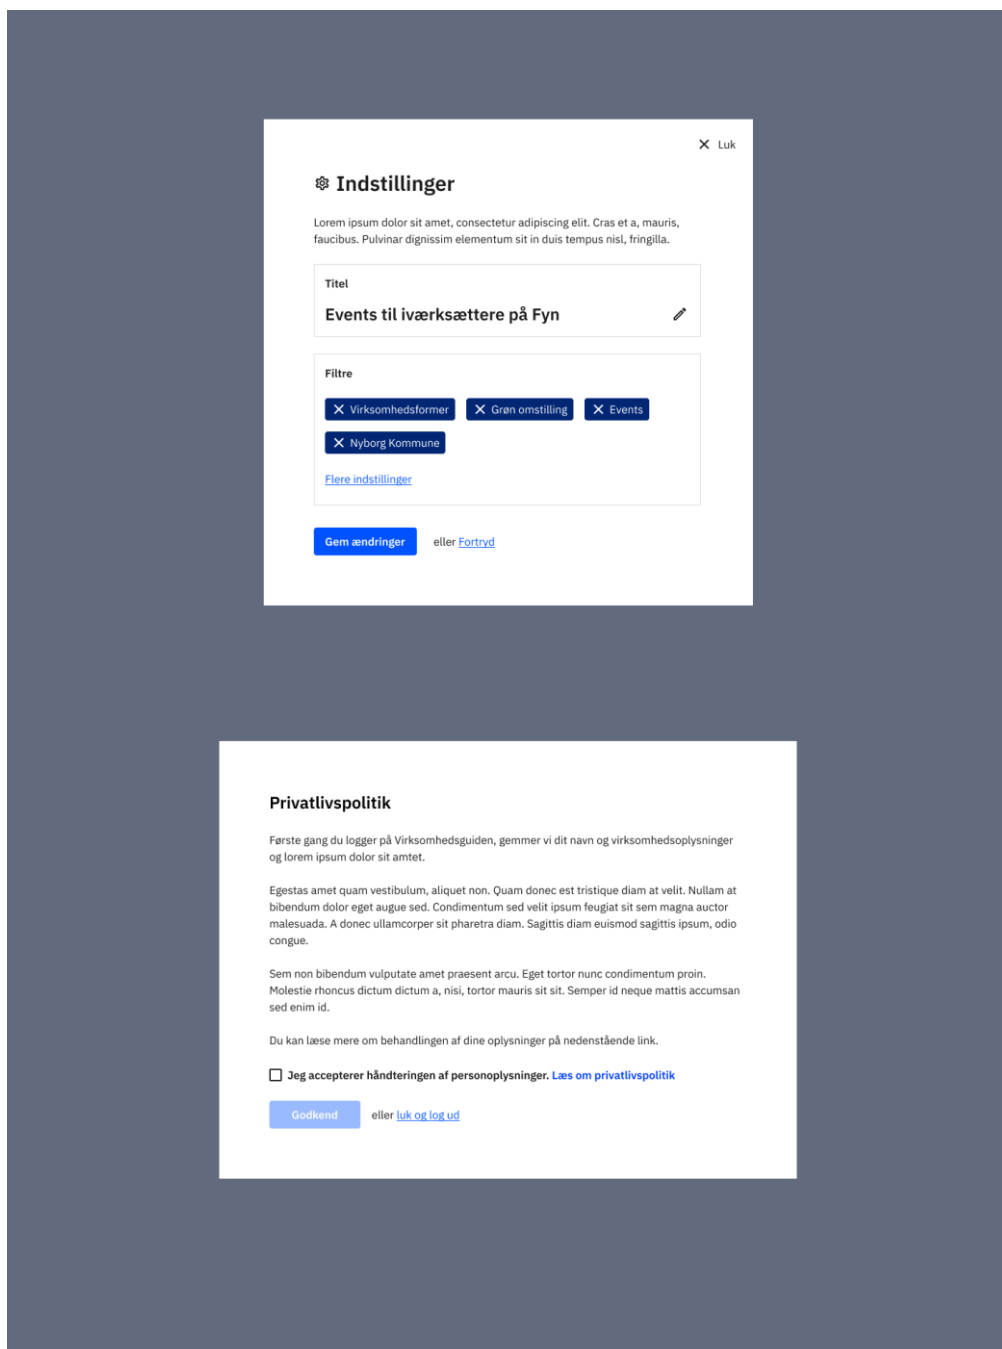 Luk
Indstillinger
Lorem ipsum dolor sit amet, consectetur adipiscing elit. Cras et a, mauris,
faucibus. Pulvinar dignissim elementum sit in duis tempus nisl, fringilla.
Titel
Events til iværksættere på Fyn
Filtre
Virksomhedsformer Grøn omstilling Events
Nyborg Kommune
Flere indstillinger
Gem ændringer eller Fortryd
Privatlivspolitik
Første gang du logger på Virksomhedsguiden, gemmer vi dit navn og virksomhedsoplysninger
og lorem ipsum dolor sit amtet.
Egestas amet quam vestibulum, aliquet non. Quam donec est tristique diam at velit. Nullam at
bibendum dolor eget augue sed. Condimentum sed velit ipsum feugiat sit sem magna auctor
malesuada. A donec ullamcorper sit pharetra diam. Sagittis diam euismod sagittis ipsum, odio
congue.
Sem non bibendum vulputate amet praesent arcu. Eget tortor nunc condimentum proin.
Molestie rhoncus dictum dictum a, nisi, tortor mauris sit sit. Semper id neque mattis accumsan
sed enim id.
Du kan læse mere om behandlingen af dine oplysninger på nedenstående link.
Jeg accepterer håndteringen af personoplysninger. Læs om privatlivspolitik
Godkend eller luk og log ud